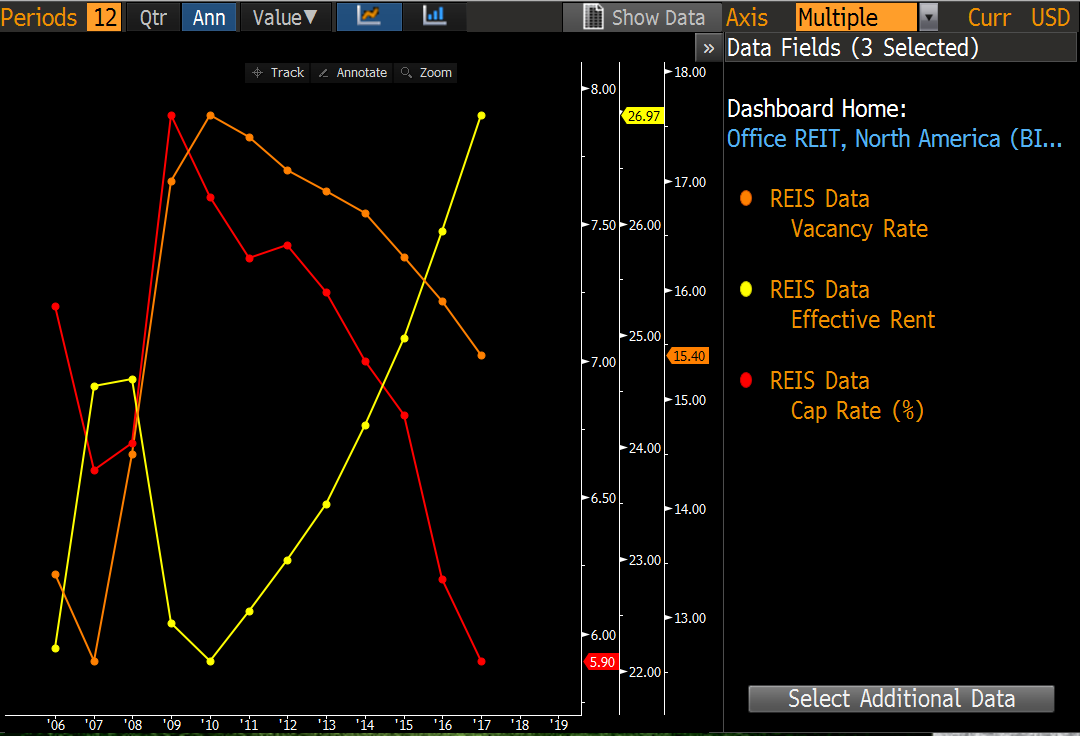 Periods 12 Qtr Ann Value▼ Show Data Axis Multiple Curr USD
» Data Fields (3 Selected)
Track Annotate Zoom
Dashboard Home:
Office REIT, North America (BI...
REIS Data
Vacancy Rate
REIS Data
Effective Rent
REIS Data
Cap Rate (%)
Select Additional Data
8.00
7.50
7.00
6.50
6.00
5.90
26.97
26.00
25.00
24.00
23.00
22.00
18.00
17.00
16.00
15.40
15.00
14.00
13.00
'06 '07 '08 '09 '10 '11 '12 '13 '14 '15 '16 '17 '18 '19